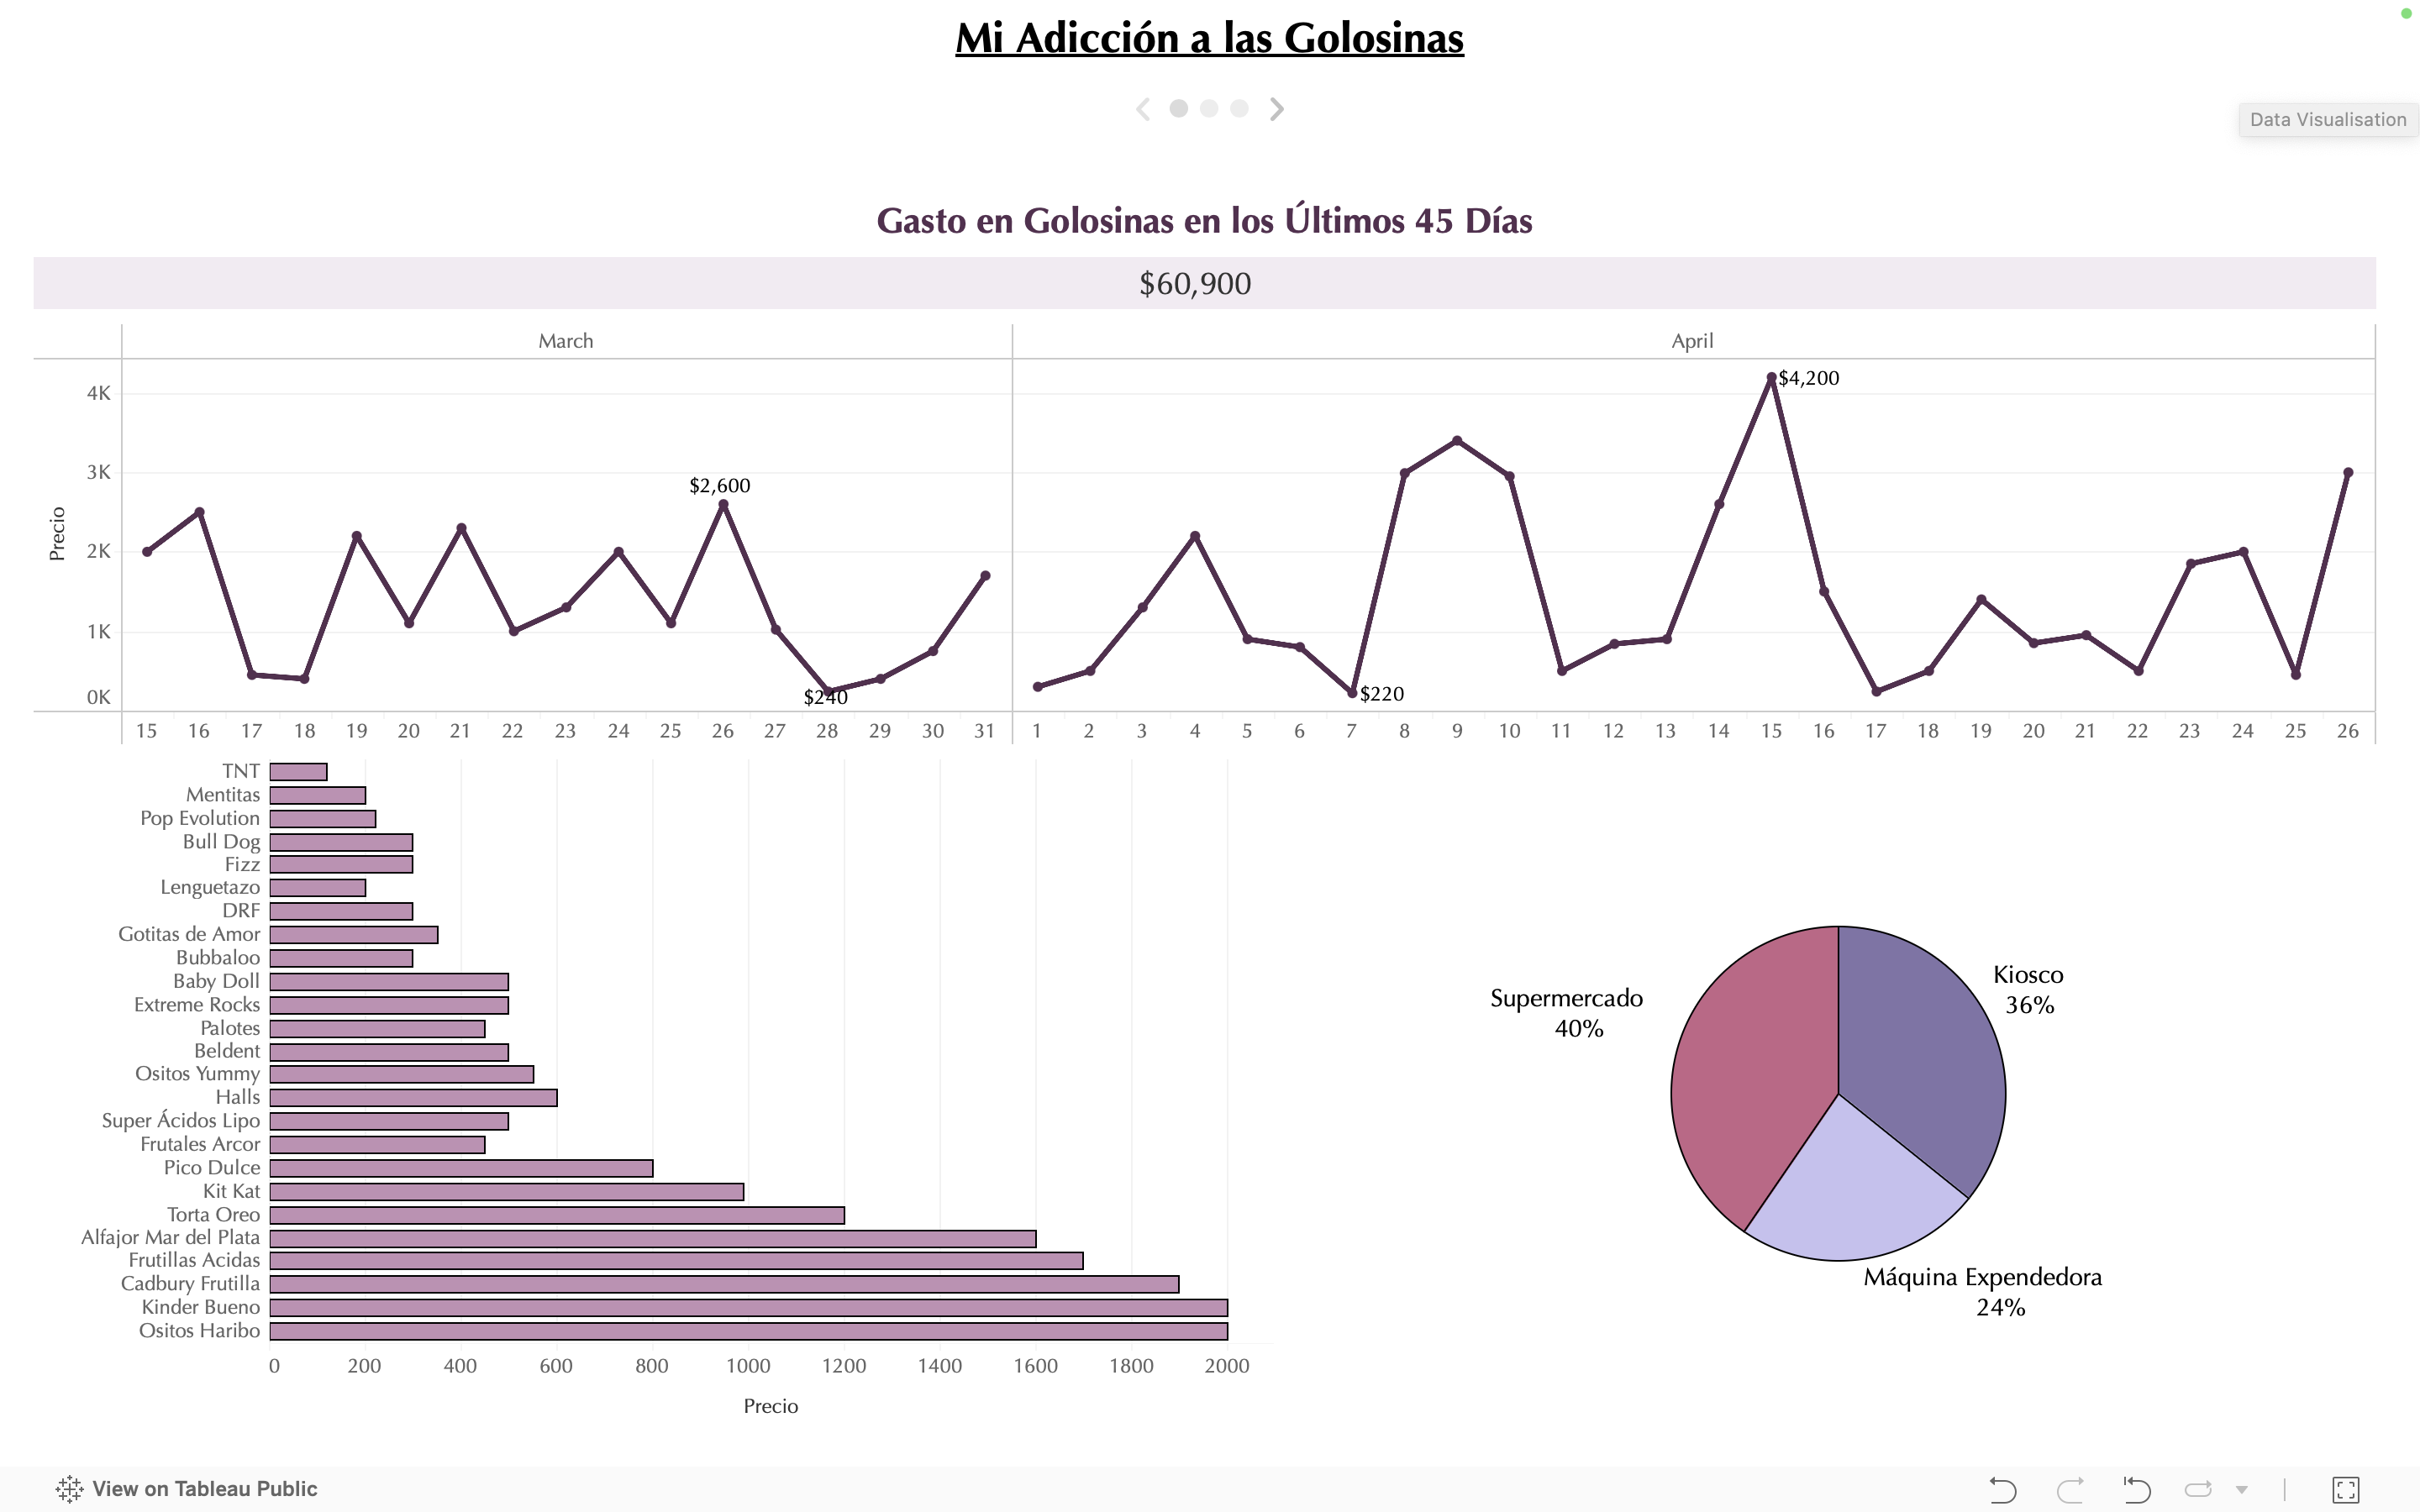 Mi Adicción a las Golosinas
Data Visualisation
Gasto en Golosinas en los Últimos 45 Días
$60,900
March April
Precio
4K
3K
2K
1K
0K
$2,600
$240
$220
$4,200
15 16 17 18 19 20 21 22 23 24 25 26 27 28 29 30 31 1 2 3 4 5 6 7 8 9 10 11 12 13 14 15 16 17 18 19 20 21 22 23 24 25 26
TNT
Mentitas
Pop Evolution
Bull Dog
Fizz
Lenguetazo
DRF
Gotitas de Amor
Bubbaloo
Baby Doll
Extreme Rocks
Palotes
Beldent
Ositos Yummy
Halls
Super Ácidos Lipo
Frutales Arcor
Pico Dulce
Kit Kat
Torta Oreo
Alfajor Mar del Plata
Frutillas Acidas
Cadbury Frutilla
Kinder Bueno
Ositos Haribo
0 200 400 600 800 1000 1200 1400 1600 1800 2000
Precio
Supermercado
40%
Kiosco
36%
Máquina Expendedora
24%
View on Tableau Public